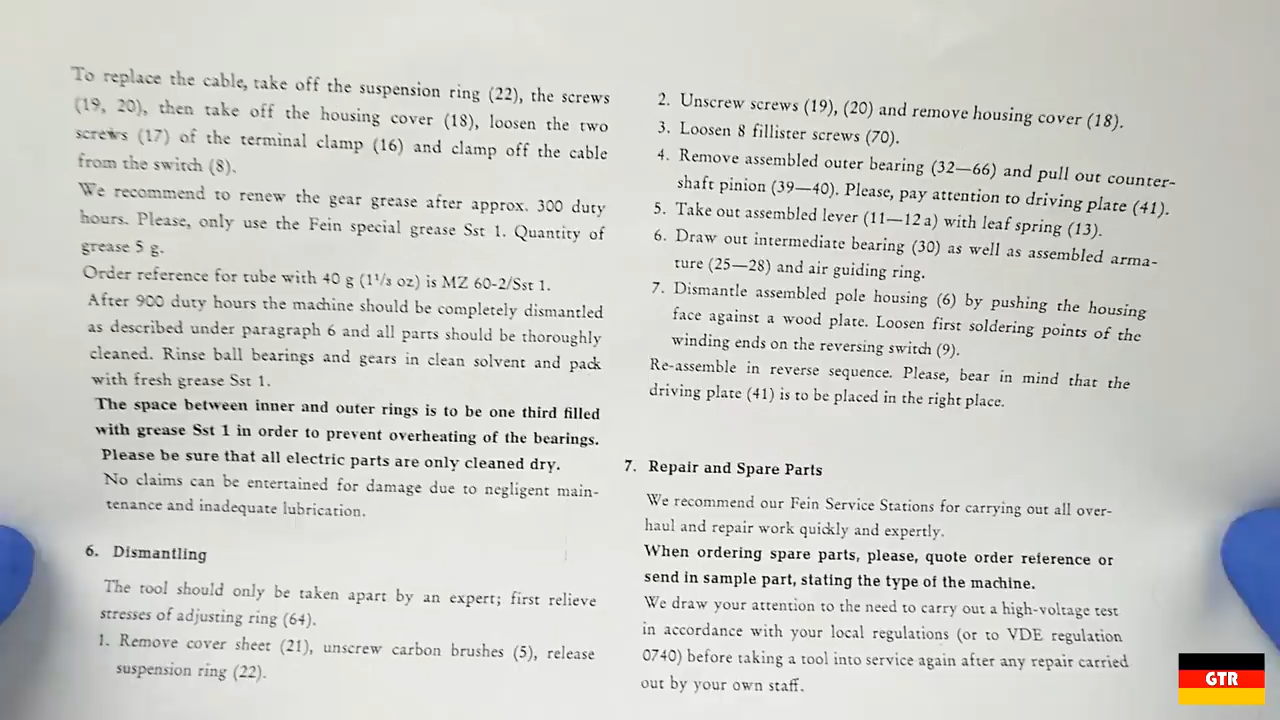 To replace the cable, take off the suspension ring (22), the screws
(19, 20), then take off the housing cover (18), loosen the two
screws (17) of the terminal clamp (16) and clamp off the cable
from the switch (8).
We recommend to renew the gear grease after approx. 300 duty
hours. Please, only use the Fein special grease Sst 1. Quantity of
grease 5 g.
Order reference for tube with 40 g (1¹/₅ oz) is MZ 60-2/Sst 1.
After 900 duty hours the machine should be completely dismantled
as described under paragraph 6 and all parts should be thoroughly
cleaned. Rinse ball bearings and gears in clean solvent and pack
with fresh grease Sst 1.
The space between inner and outer rings is to be one third filled
with grease Sst 1 in order to prevent overheating of the bearings.
Please be sure that all electric parts are only cleaned dry.
No claims can be entertained for damage due to negligent main-
tenance and inadequate lubrication.
6. Dismantling
The tool should only be taken apart by an expert; first relieve
stresses of adjusting ring (64).
1. Remove cover sheet (21), unscrew carbon brushes (5), release
suspension ring (22).
2. Unscrew screws (19), (20) and remove housing cover (18).
3. Loosen 8 fillister screws (70).
4. Remove assembled outer bearing (32—66) and pull out counter-
shaft pinion (39—40). Please, pay attention to driving plate (41).
5. Take out assembled lever (11—12 a) with leaf spring (13).
6. Draw out intermediate bearing (30) as well as assembled arma-
ture (25—28) and air guiding ring.
7. Dismantle assembled pole housing (6) by pushing the housing
face against a wood plate. Loosen first soldering points of the
winding ends on the reversing switch (9).
Re-assemble in reverse sequence. Please, bear in mind that the
driving plate (41) is to be placed in the right place.
7. Repair and Spare Parts
We recommend our Fein Service Stations for carrying out all over-
haul and repair work quickly and expertly.
When ordering spare parts, please, quote order reference or
send in sample part, stating the type of the machine.
We draw your attention to the need to carry out a high-voltage test
in accordance with your local regulations (or to VDE regulation
0740) before taking a tool into service again after any repair carried
out by your own staff.
GTR